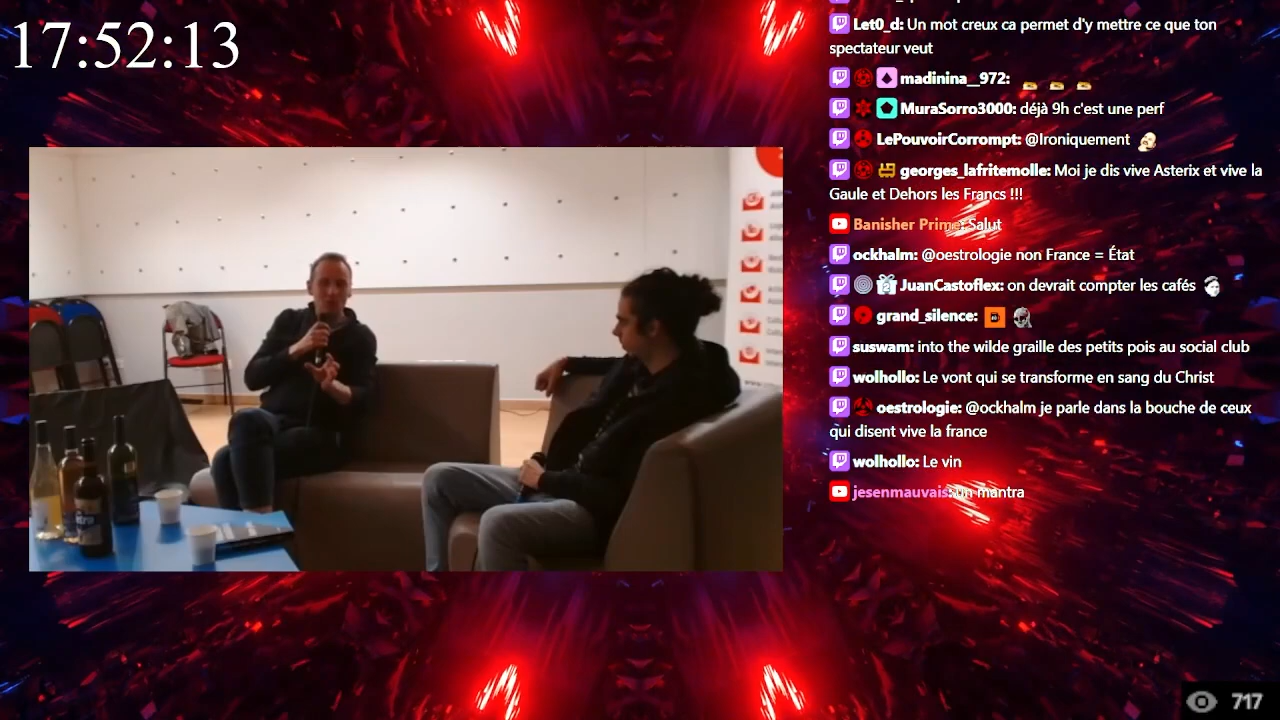 17:52:13
Let0_d: Un mot creux ca permet d'y mettre ce que ton
spectateur veut
madinina__972:
MuraSorro3000: déjà 9h c'est une perf
LePouvoirCorrompt: @Ironiquement
georges_lafritemolle: Moi je dis vive Asterix et vive la
Gaule et Dehors les Francs !!!
Banisher Prime: Salut
ockhalm: @oestrologie non France = État
JuanCastoflex: on devrait compter les cafés
grand_silence:
suswam: into the wilde graille des petits pois au social club
wolhollo: Le vont qui se transforme en sang du Christ
oestrologie: @ockhalm je parle dans la bouche de ceux
qui disent vive la france
wolhollo: Le vin
jesenmauvais: un mantra
717